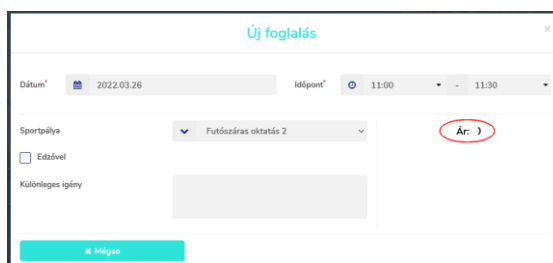 Új foglalás ×
Dátum* 2022.03.26 Időpont* 11:00 - 11:30
Sportpálya Futószáras oktatás 2 Ár: )
Edzővel
Különleges igény
× Mégse